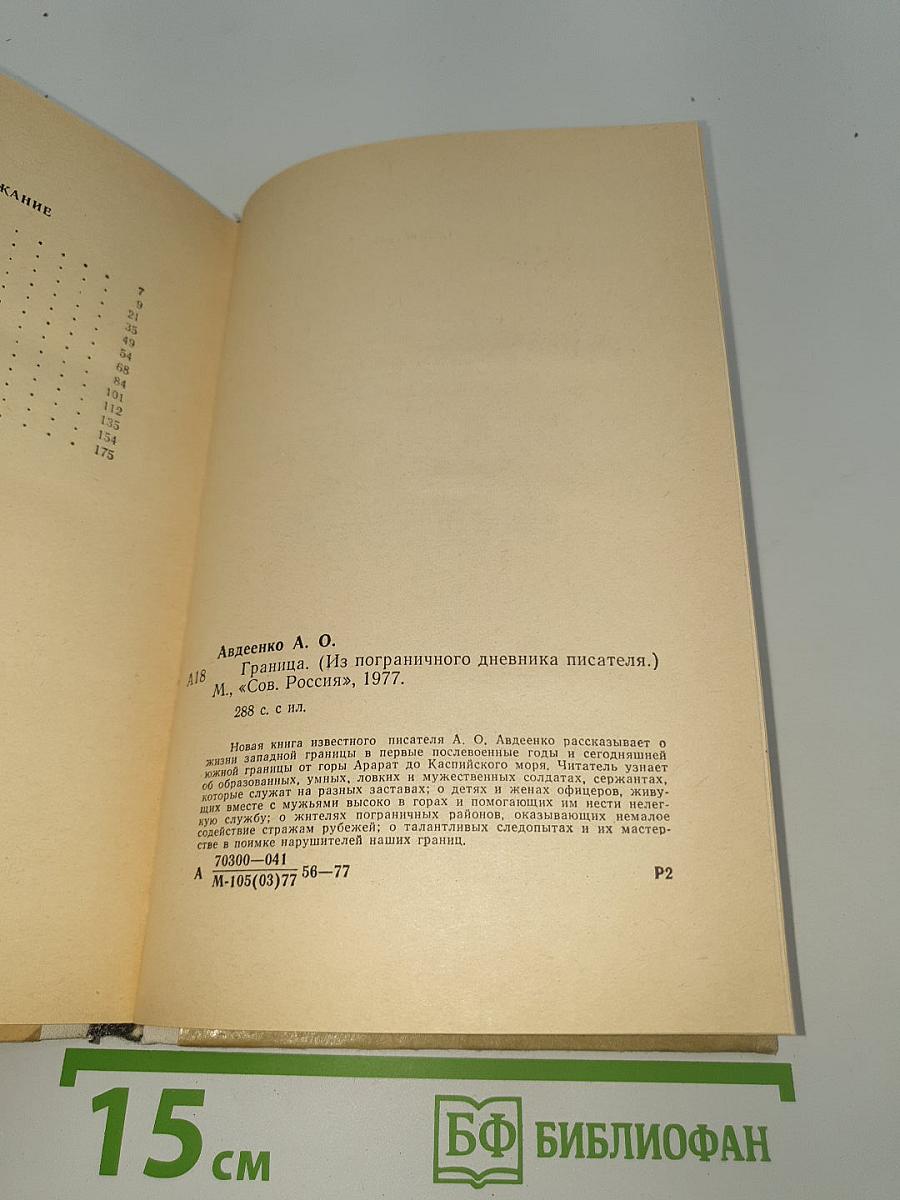 ЖАНИЕ
7
9
21
35
49
54
68
84
101
112
135
154
175
Авдеенко А. О.
А18 Граница. (Из пограничного дневника писателя.)
М., «Сов. Россия», 1977.
288 с. с ил.
Новая книга известного писателя А. О. Авдеенко рассказывает о
жизни западной границы в первые послевоенные годы и сегодняшней
южной границы от горы Арарат до Каспийского моря. Читатель узнает
об образованных, умных, ловких и мужественных солдатах, сержантах,
которые служат на разных заставах; о детях и женах офицеров, живу-
щих вместе с мужьями высоко в горах и помогающих им нести нелег-
кую службу; о жителях пограничных районов, оказывающих немалое
содействие стражам рубежей; о талантливых следопытах и их мастер-
стве в поимке нарушителей наших границ.
А 70300—041
М-105(03)77 56—77 Р2
15 см
БФ БИБЛИОФАН